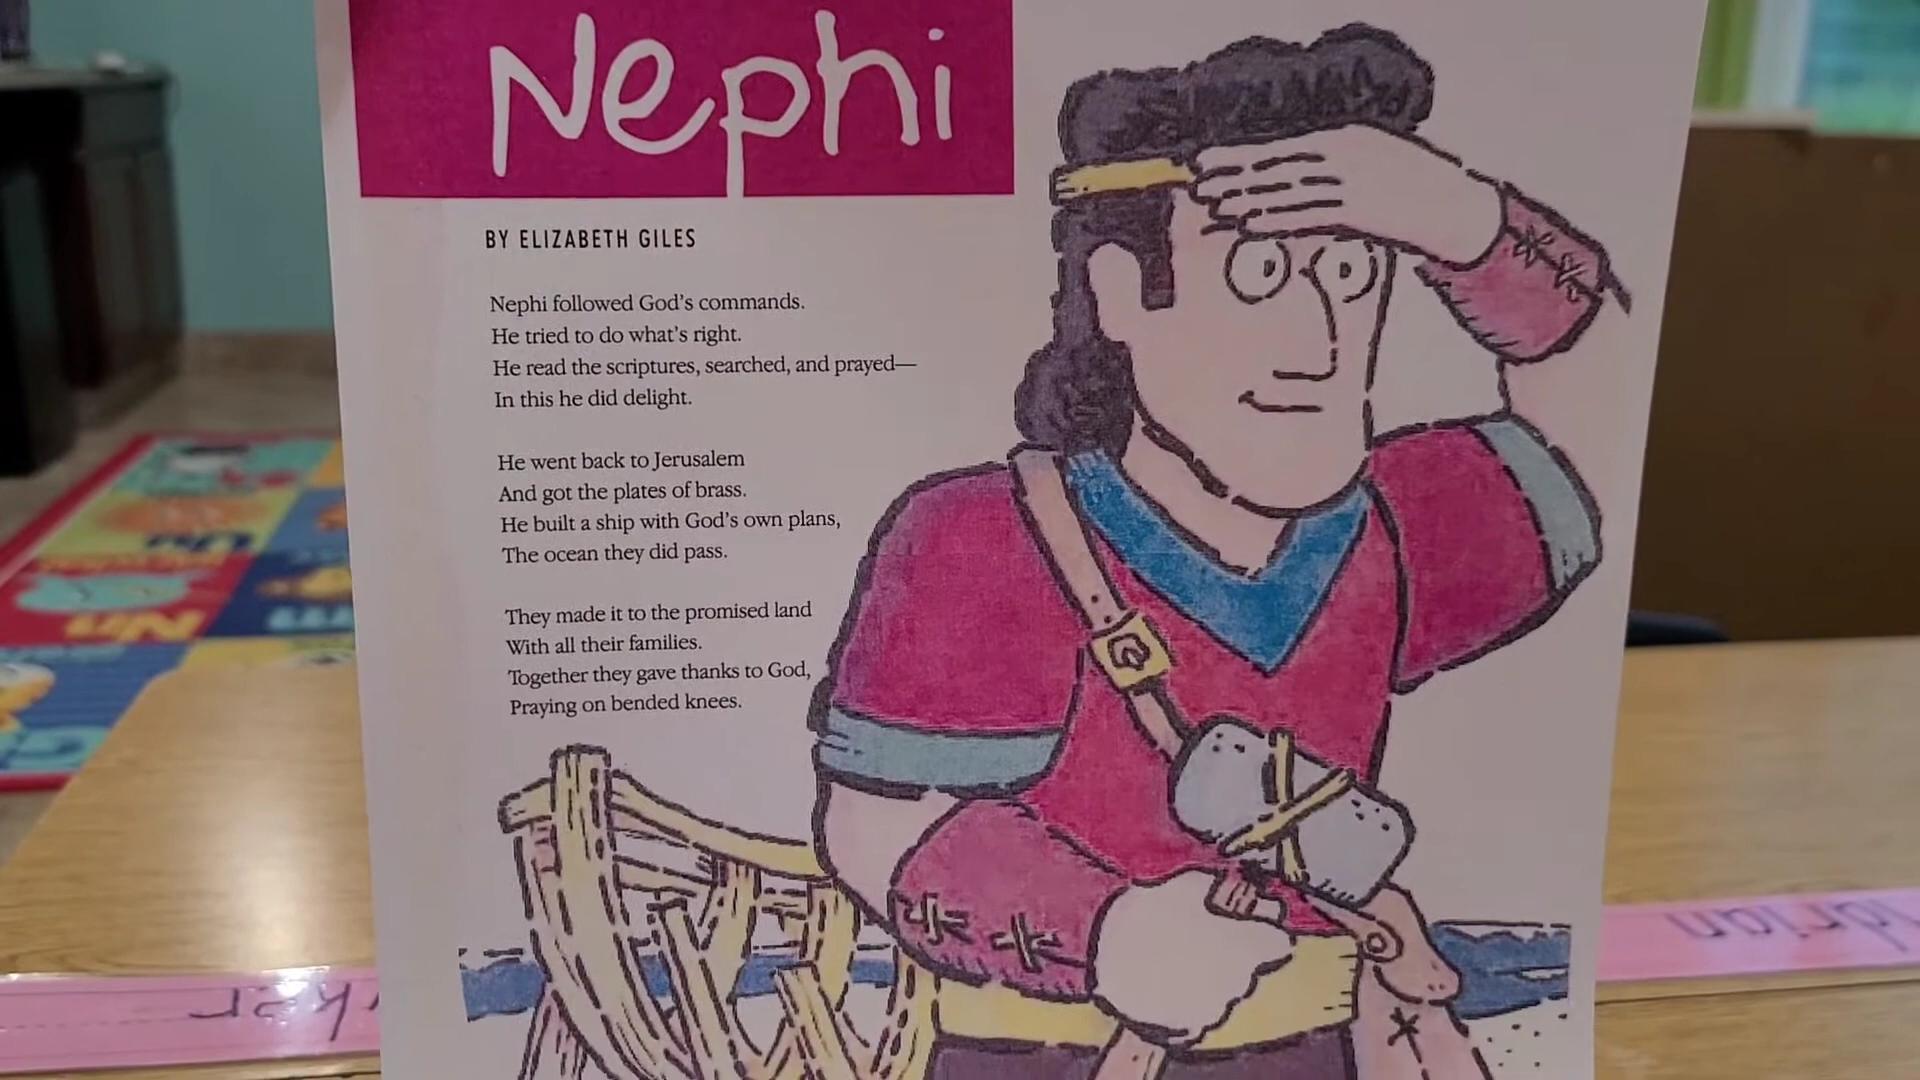 Nephi
BY ELIZABETH GILES
Nephi followed God's commands.
He tried to do what's right.
He read the scriptures, searched, and prayed—
In this he did delight.
He went back to Jerusalem
And got the plates of brass.
He built a ship with God's own plans,
The ocean they did pass.
They made it to the promised land
With all their families.
Together they gave thanks to God,
Praying on bended knees.
Nn